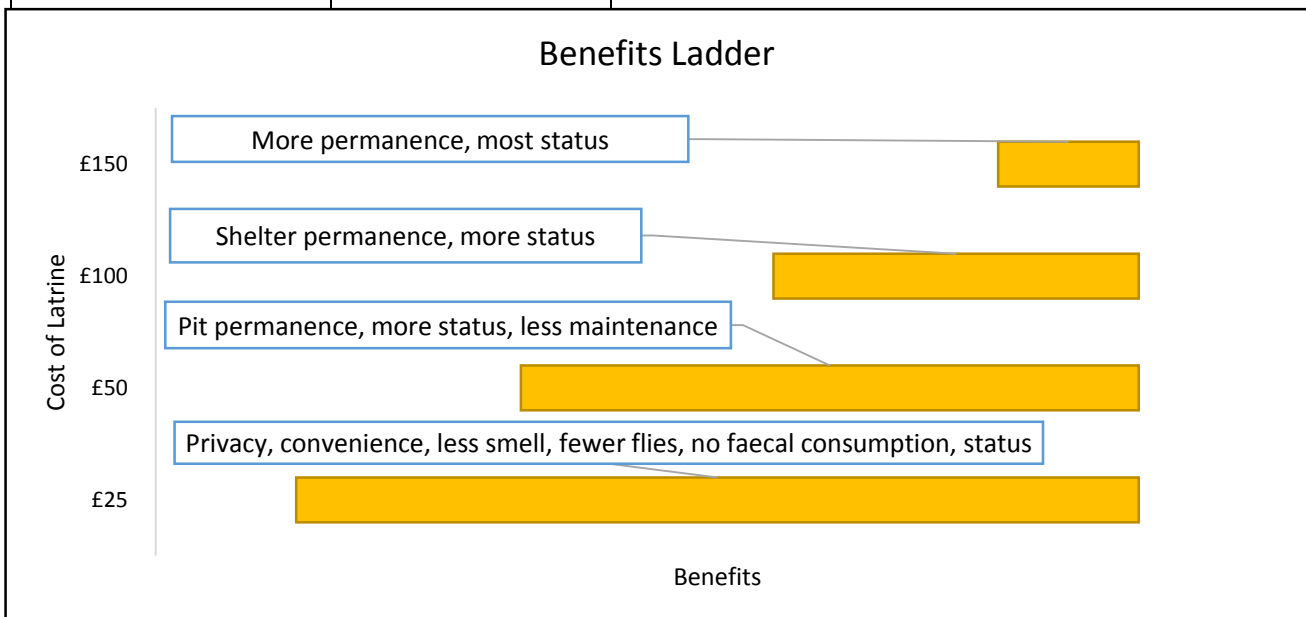 Benefits Ladder
More permanence, most status
£150
Shelter permanence, more status
£100
Pit permanence, more status, less maintenance
£50
Privacy, convenience, less smell, fewer flies, no faecal consumption, status
£25
Cost of Latrine
Benefits